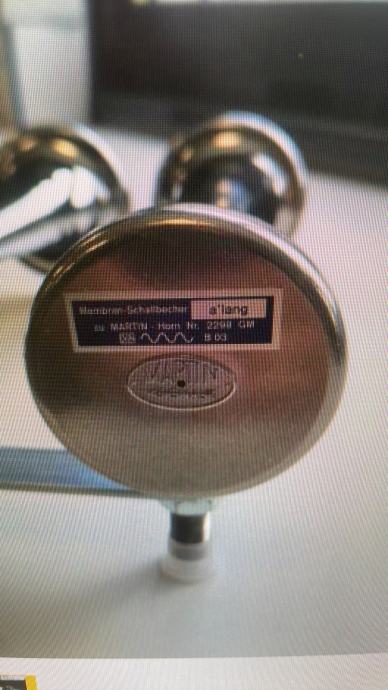 Membran-Schallbecher a'lang
zu MARTIN - Horn Nr. 2298 GM
B 03
MARTIN